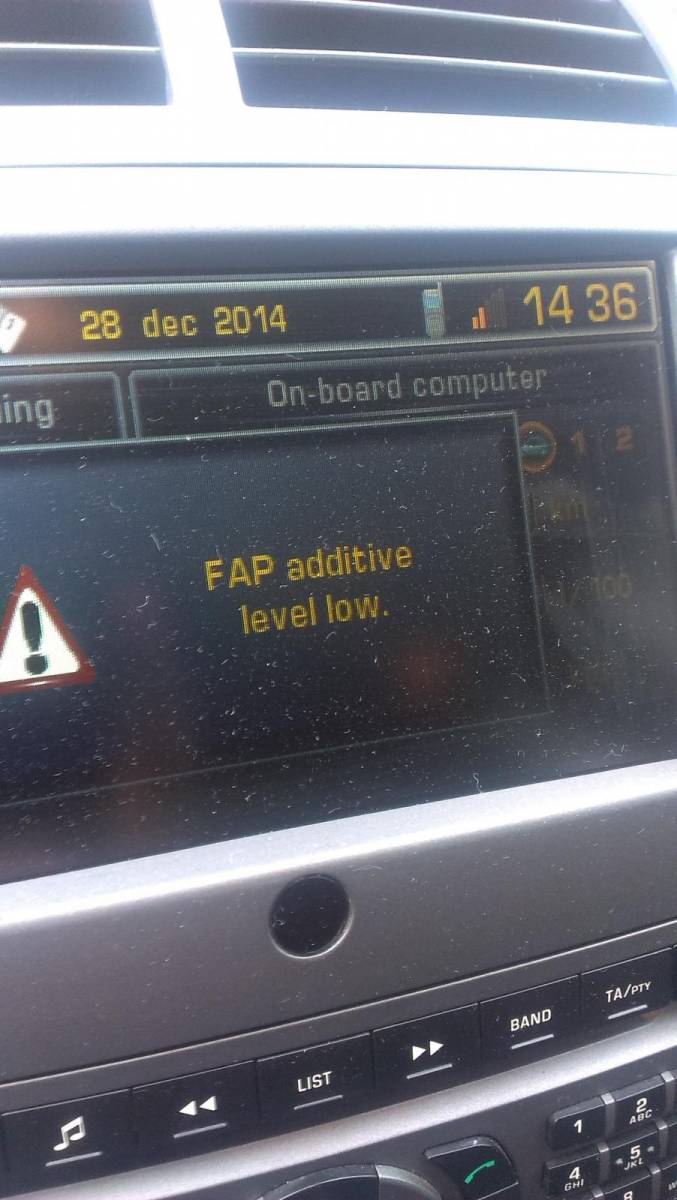 28 dec 2014 14 36
ing On-board computer
1 2
FAP additive
level low.
TA/PTY
BAND
LIST
1 2 ABC
4 GHI 5 JKL